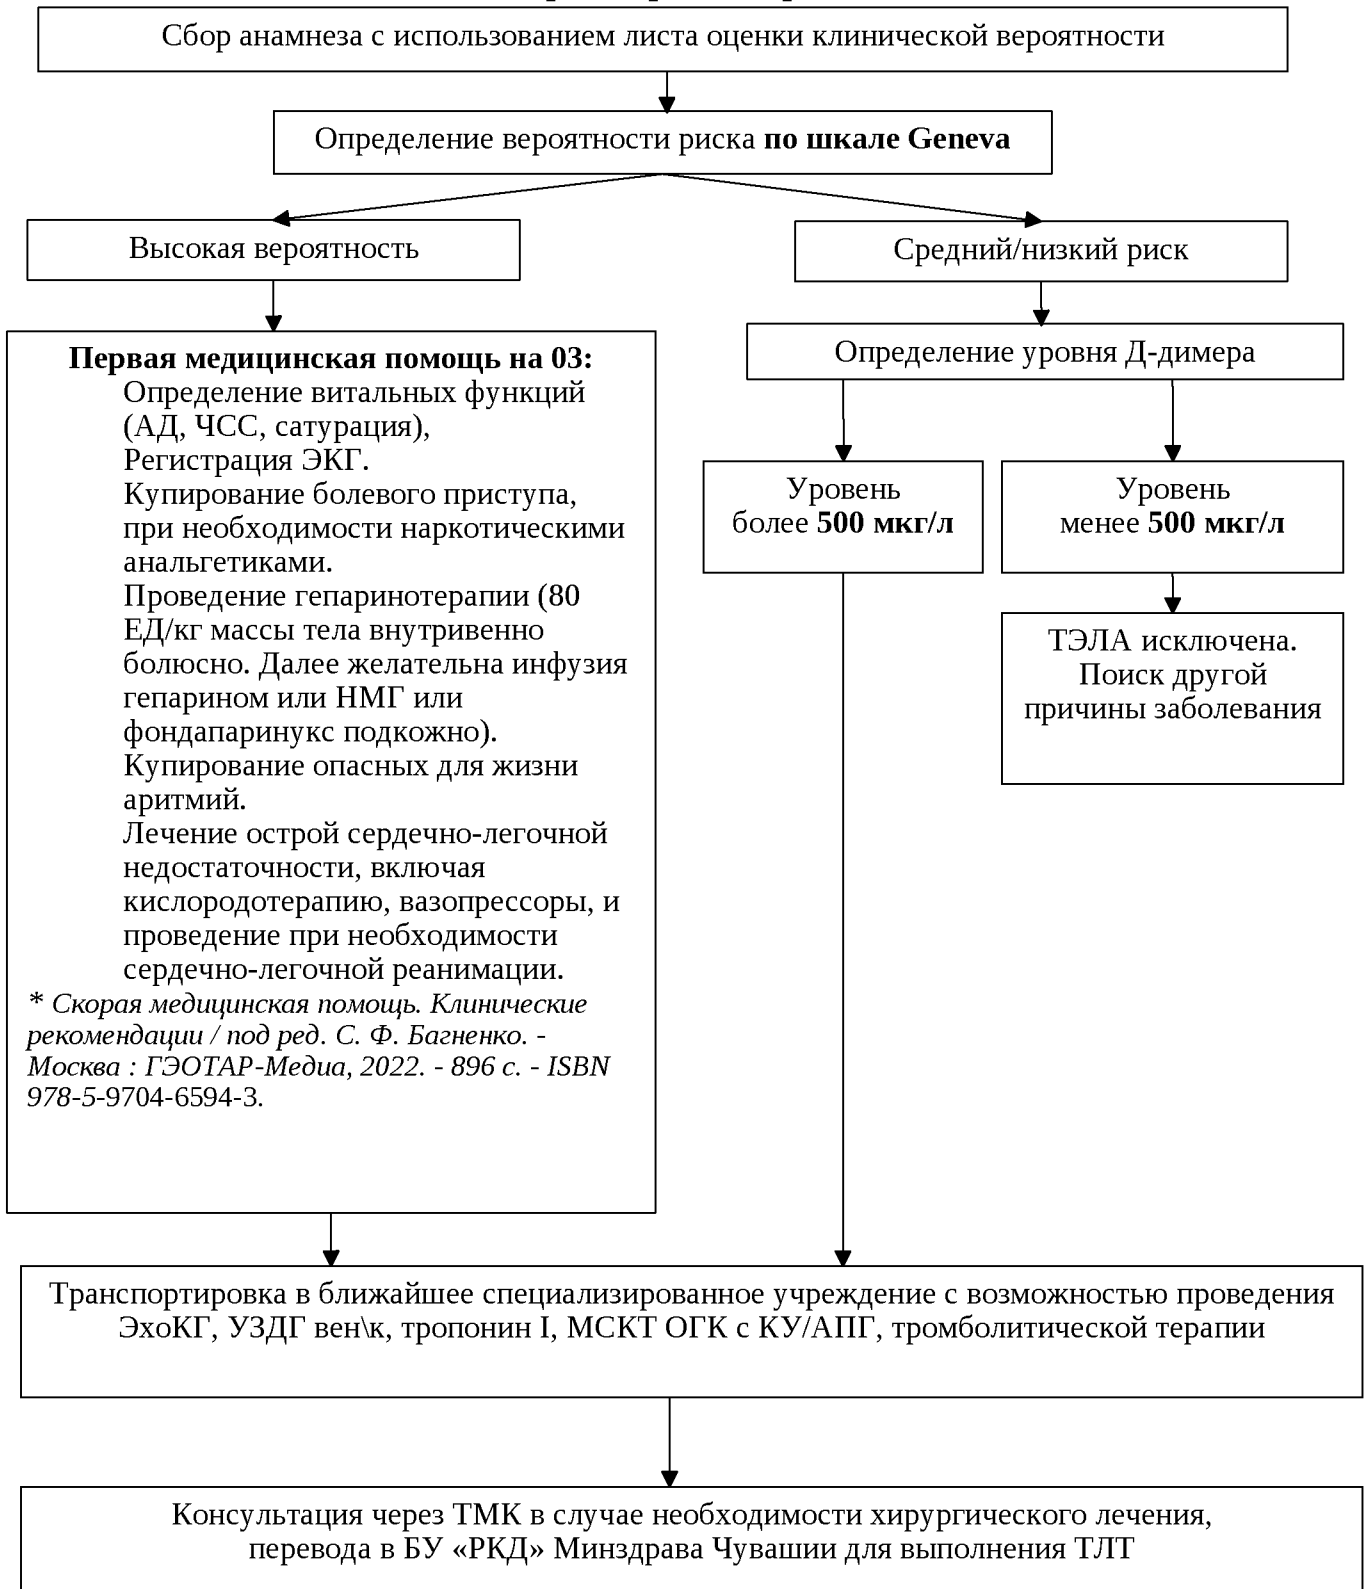 Сбор анамнеза с использованием листа оценки клинической вероятности
Определение вероятности риска по шкале Geneva
Высокая вероятность
Средний/низкий риск
Первая медицинская помощь на 03:
Определение витальных функций
(АД, ЧСС, сатурация),
Регистрация ЭКГ.
Купирование болевого приступа,
при необходимости наркотическими
анальгетиками.
Проведение гепаринотерапии (80
ЕД/кг массы тела внутривенно
болюсно. Далее желательна инфузия
гепарином или НМГ или
фондапаринукс подкожно).
Купирование опасных для жизни
аритмий.
Лечение острой сердечно-легочной
недостаточности, включая
кислородотерапию, вазопрессоры, и
проведение при необходимости
сердечно-легочной реанимации.
* Скорая медицинская помощь. Клинические
рекомендации / под ред. С. Ф. Багненко. -
Москва : ГЭОТАР-Медиа, 2022. - 896 с. - ISBN
978-5-9704-6594-3.
Определение уровня Д-димера
Уровень
более 500 мкг/л
Уровень
менее 500 мкг/л
ТЭЛА исключена.
Поиск другой
причины заболевания
Транспортировка в ближайшее специализированное учреждение с возможностью проведения
ЭхоКГ, УЗДГ вен\к, тропонин I, МСКТ ОГК с КУ/АПГ, тромболитической терапии
Консультация через ТМК в случае необходимости хирургического лечения,
перевода в БУ «РКД» Минздрава Чувашии для выполнения ТЛТ